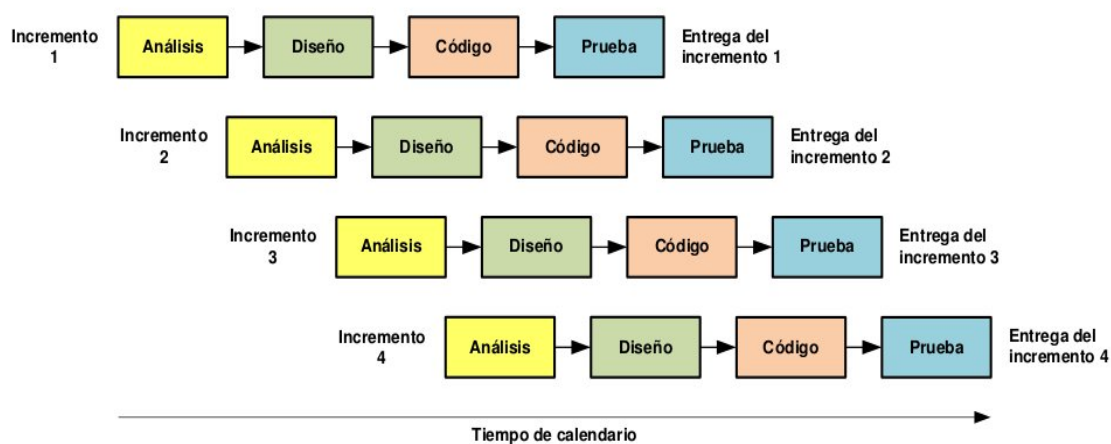 Incremento
1
Análisis
Diseño
Código
Prueba
Entrega del
incremento 1
Incremento
2
Análisis
Diseño
Código
Prueba
Entrega del
incremento 2
Incremento
3
Análisis
Diseño
Código
Prueba
Entrega del
incremento 3
Incremento
4
Análisis
Diseño
Código
Prueba
Entrega del
incremento 4
Tiempo de calendario